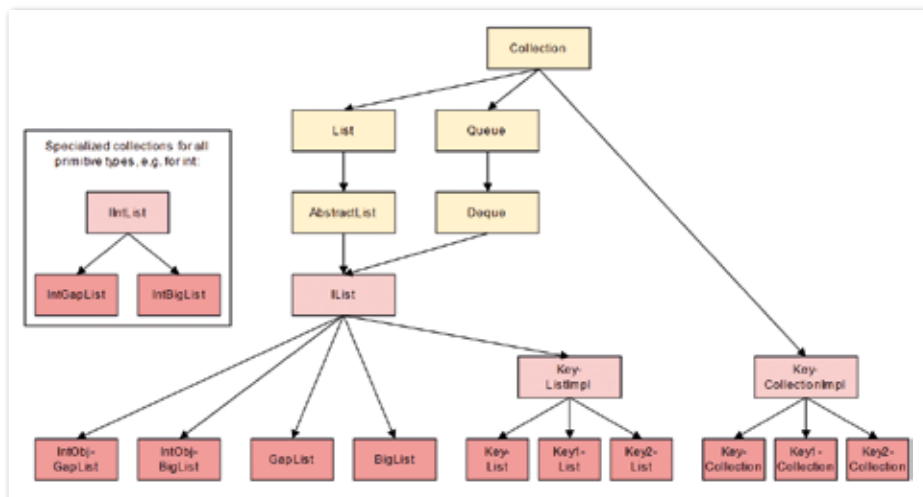 Collection
List
Queue
Specialized collections for all
primitive types, e.g. for int:
IIntList
AbstractList
Deque
IntGapList
IntBigList
IList
Key-
ListImpl
Key-
CollectionImpl
IntObj-
GapList
IntObj-
BigList
GapList
BigList
Key-
List
Key1-
List
Key2-
List
Key-
Collection
Key1-
Collection
Key2-
Collection